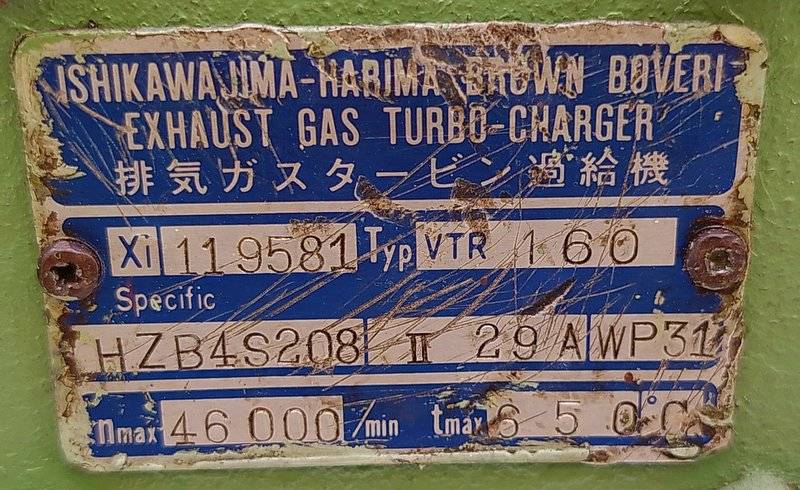 ISHIKAWAJIMA-HARIMA BROWN BOVERI
EXHAUST GAS TURBO-CHARGER
排気ガスタービン過給機
Xi 119581 Typ VTR 160
Specific
HZB4S208 II 29A WP31
nmax 46000 /min tmax 650 °C